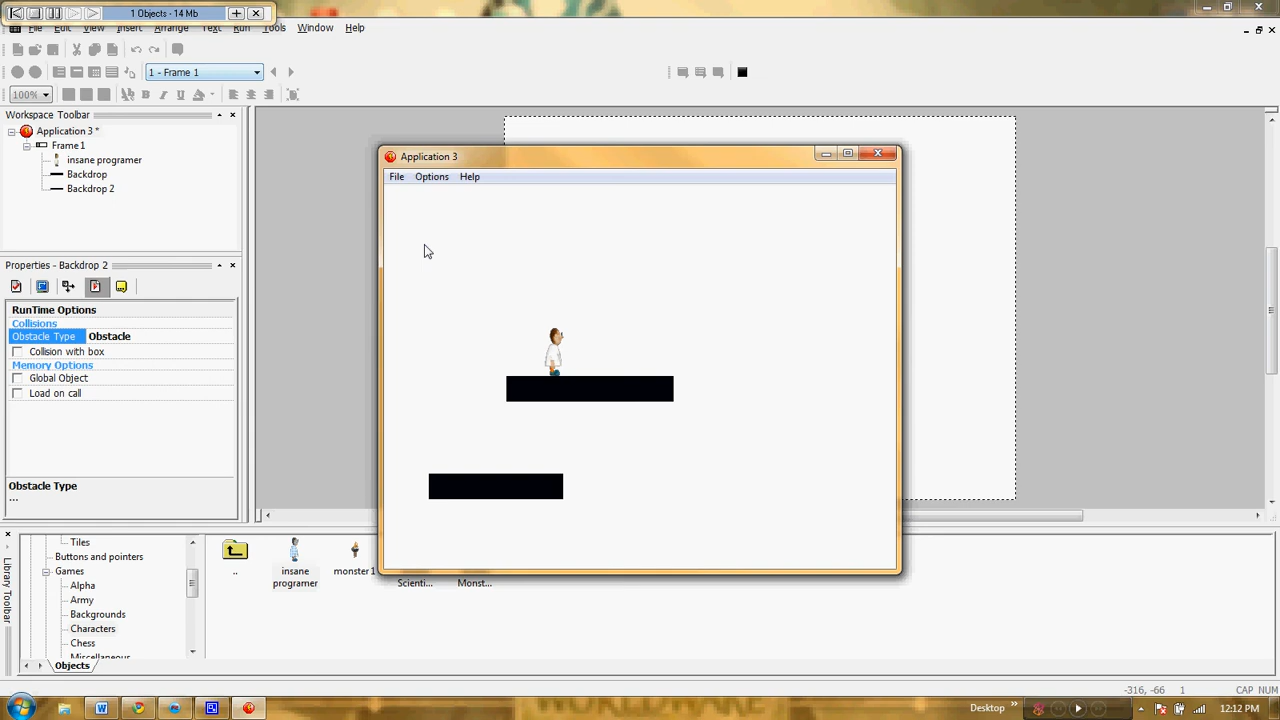 1 Objects - 14 Mb
File Edit View Insert Arrange Text Run Tools Window Help
1 - Frame 1
100%
Workspace Toolbar
Application 3 *
Frame 1
insane programer
Backdrop
Backdrop 2
Application 3
File Options Help
Properties - Backdrop 2
RunTime Options
Collisions
Obstacle Type Obstacle
Collision with box
Memory Options
Global Object
Load on call
Obstacle Type
...
Library Toolbar
Tiles
Buttons and pointers
Games
Alpha
Army
Backgrounds
Characters
Chess
Miscellaneous
Objects
..
insane programer
monster 1
Scienti...
Monst...
-316, -66 1 CAP NUM
Desktop
12:12 PM